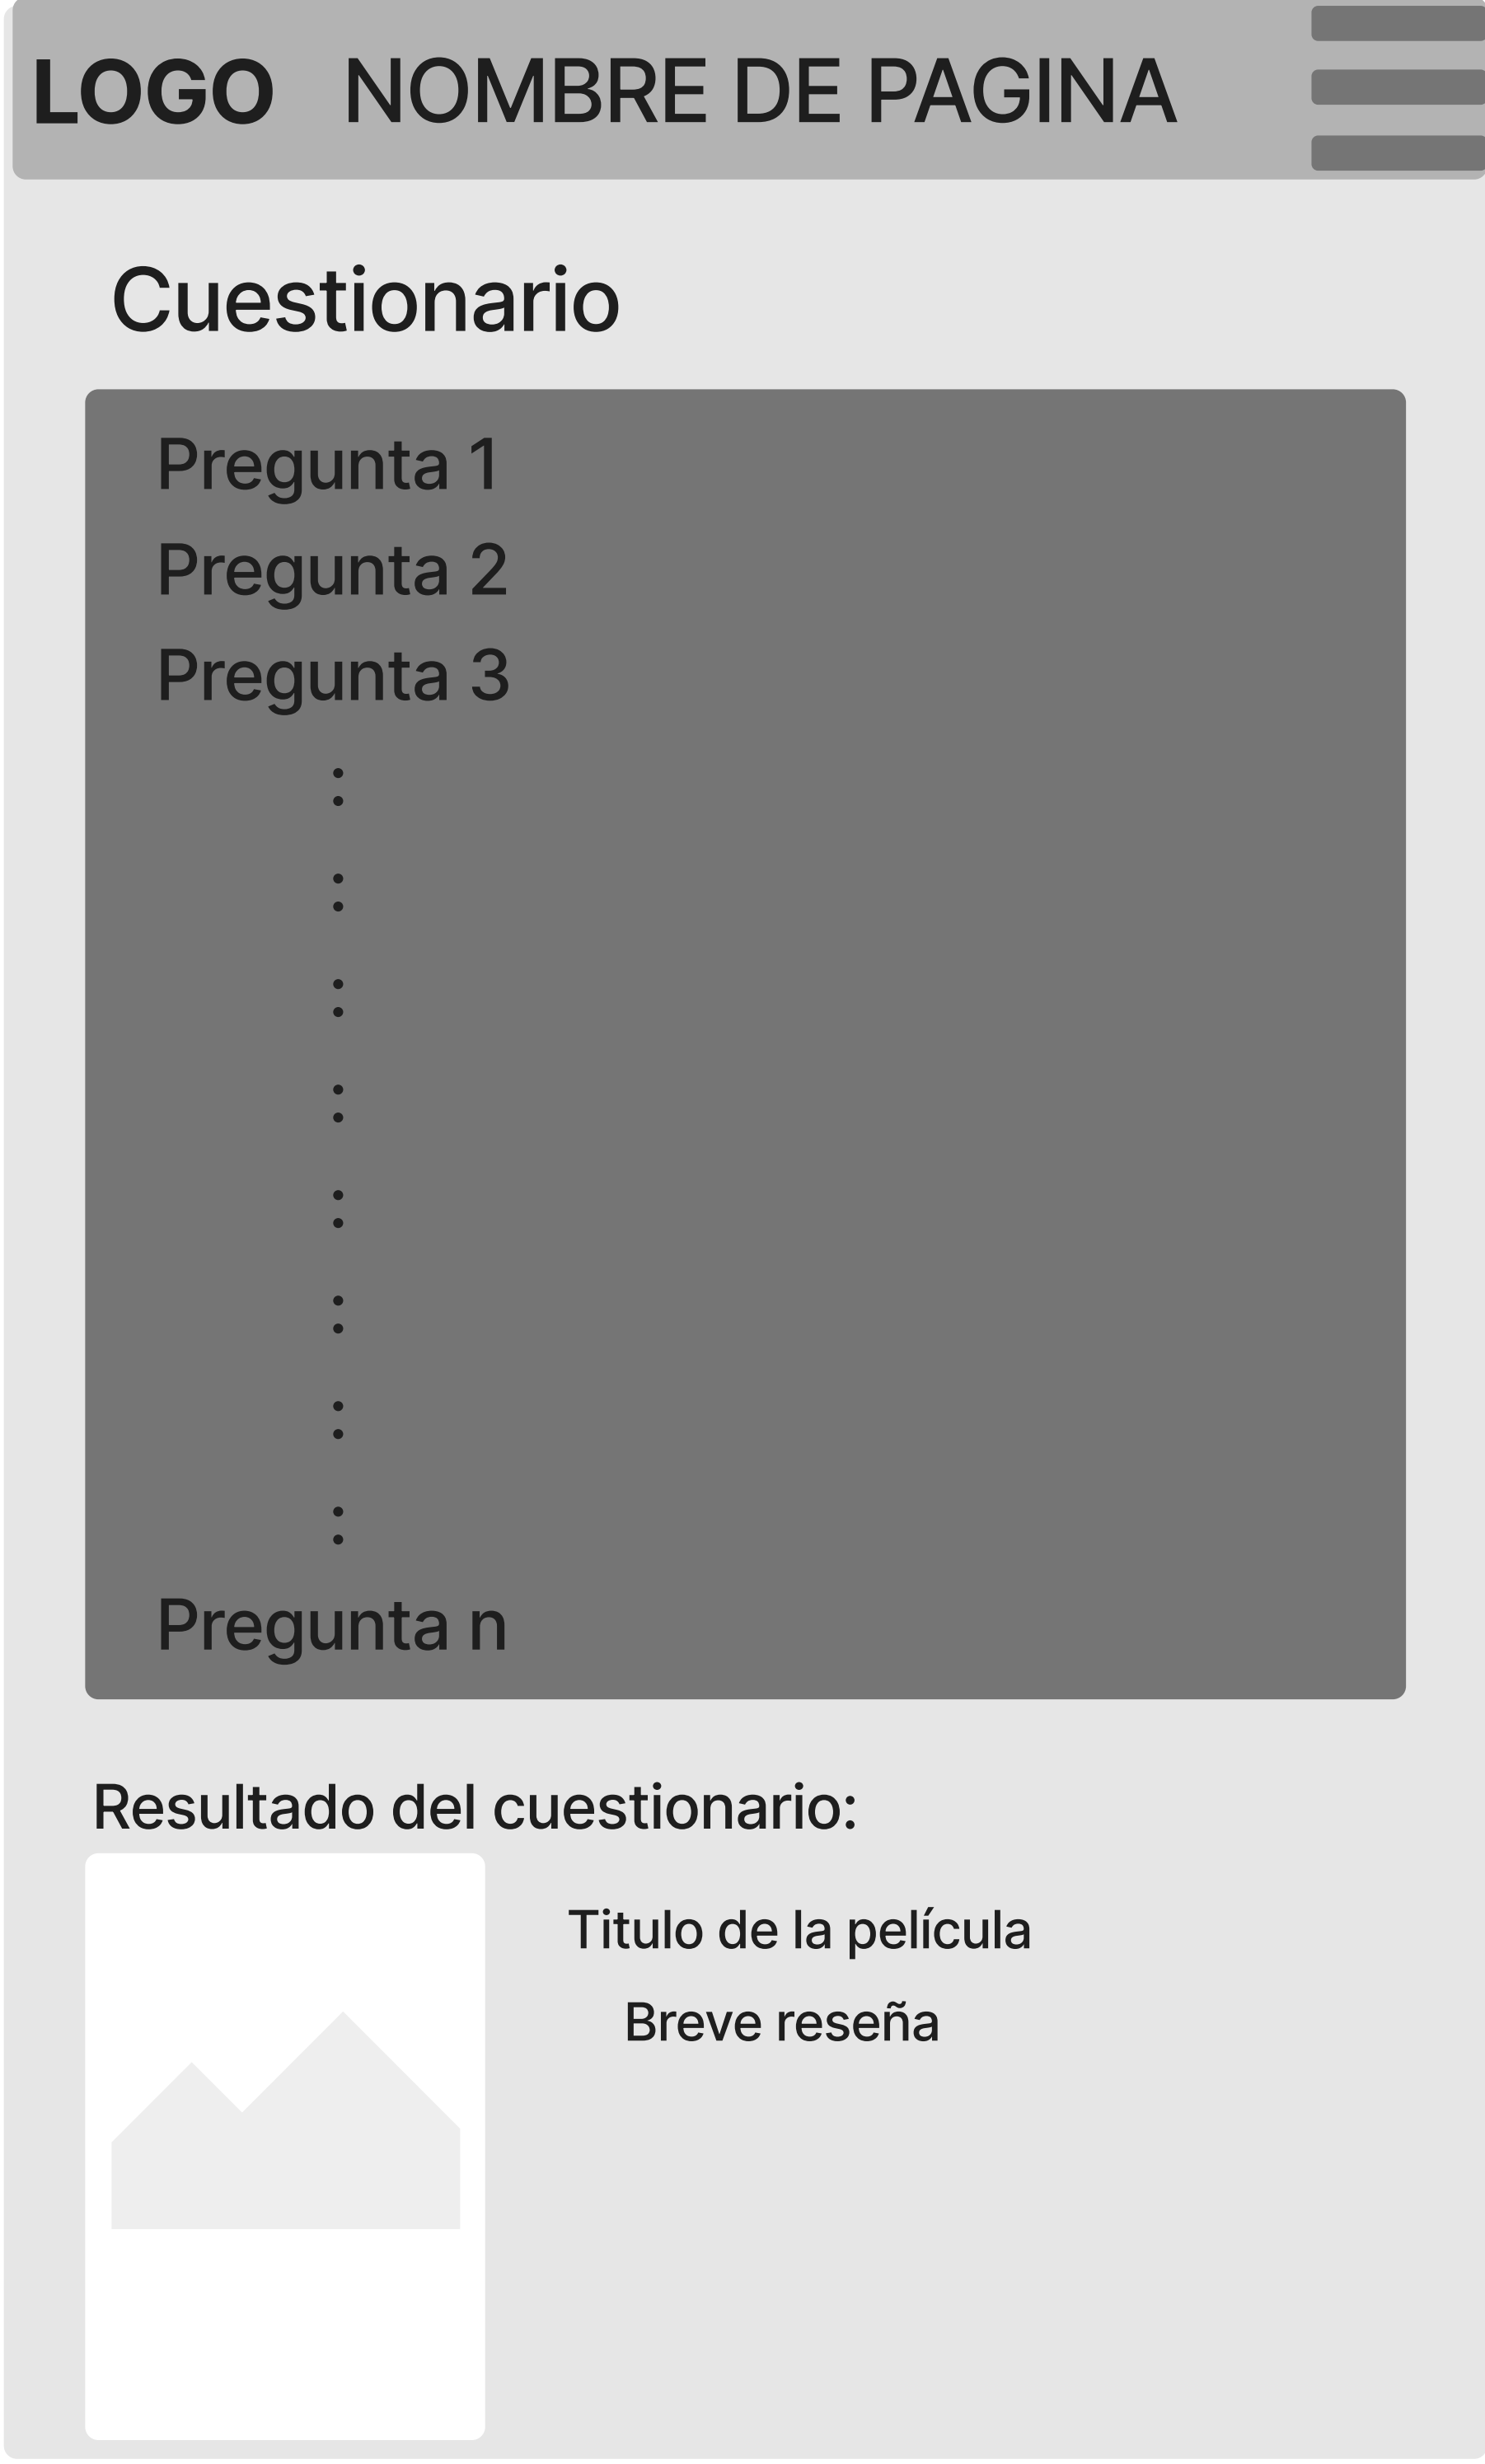 LOGO NOMBRE DE PAGINA
Cuestionario
Pregunta 1
Pregunta 2
Pregunta 3
:
:
:
:
:
:
:
:
Pregunta n
Resultado del cuestionario:
Titulo de la película
Breve reseña